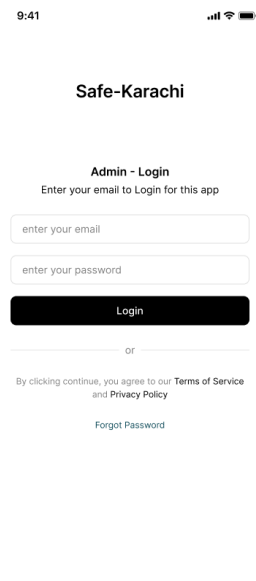 9:41
Safe-Karachi
Admin - Login
Enter your email to Login for this app
enter your email
enter your password
Login
or
By clicking continue, you agree to our Terms of Service
and Privacy Policy
Forgot Password